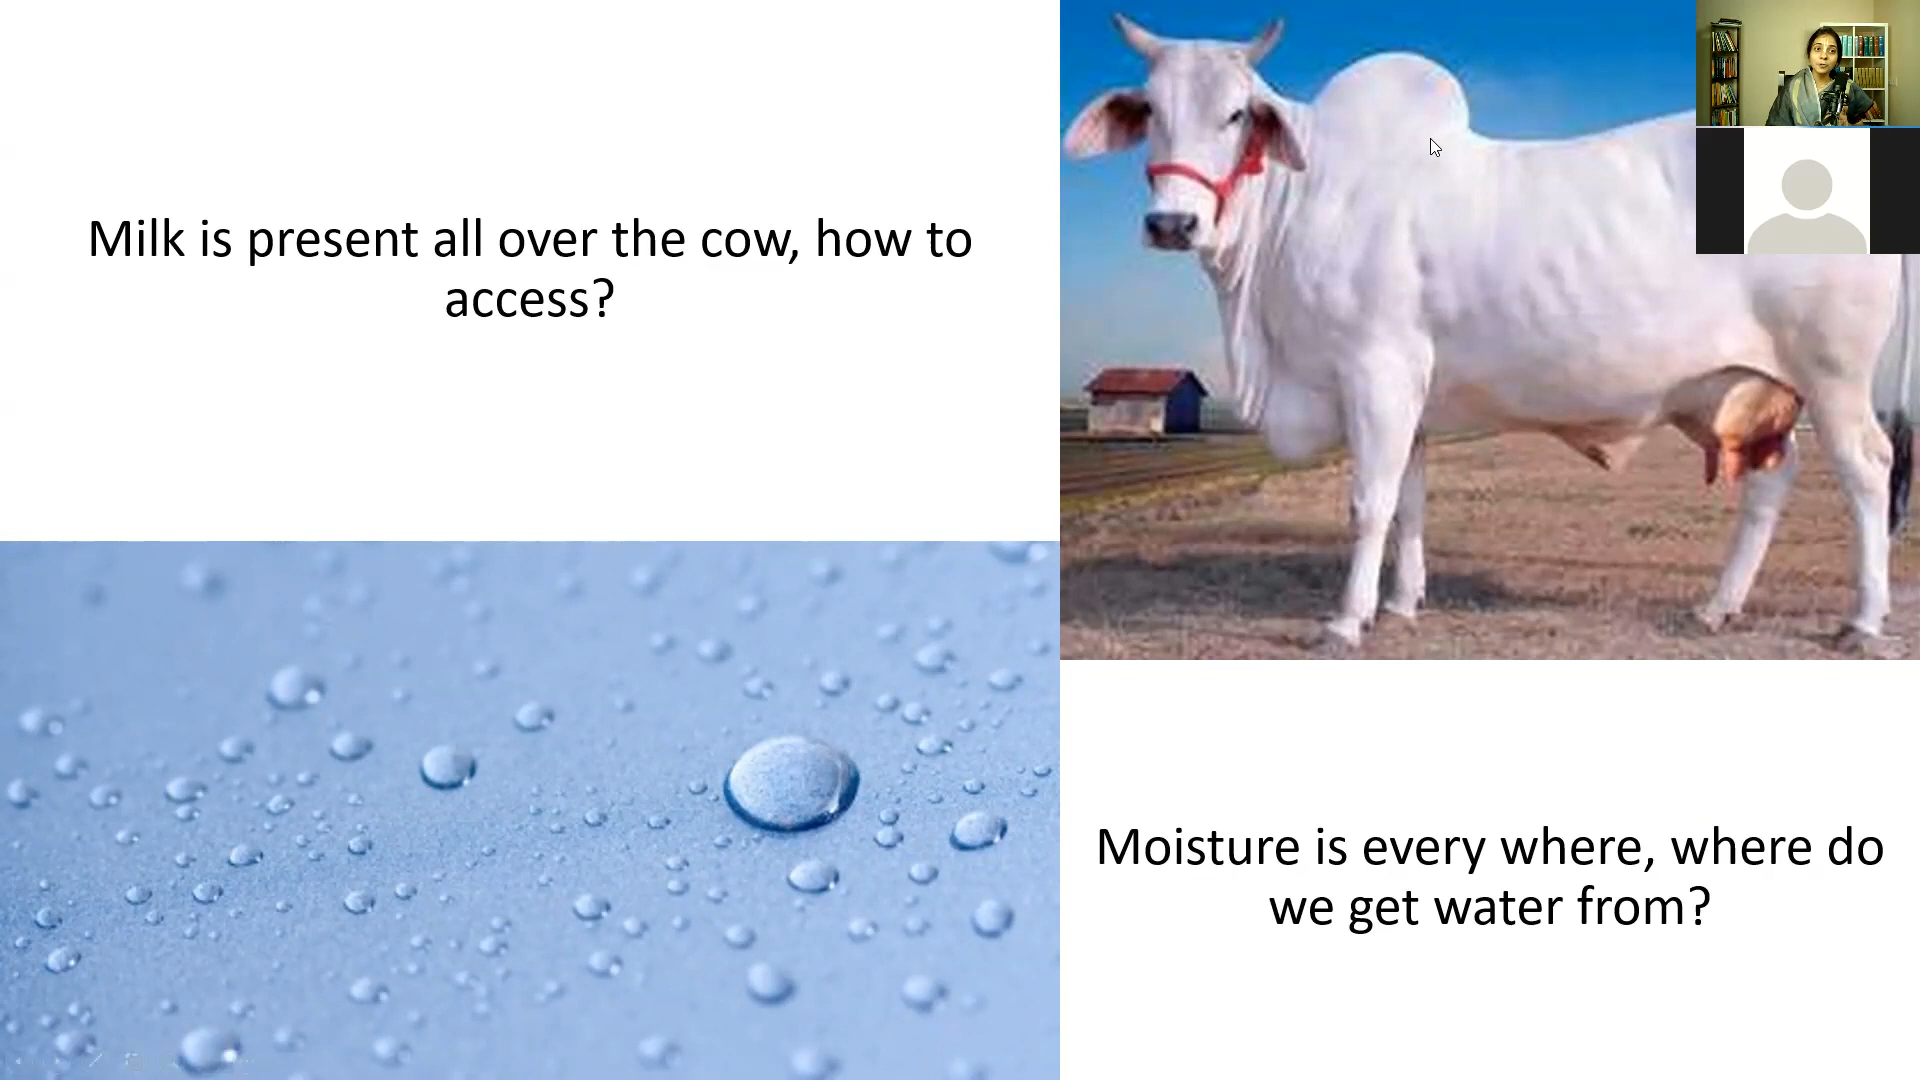 Milk is present all over the cow, how to
access?
Moisture is every where, where do
we get water from?